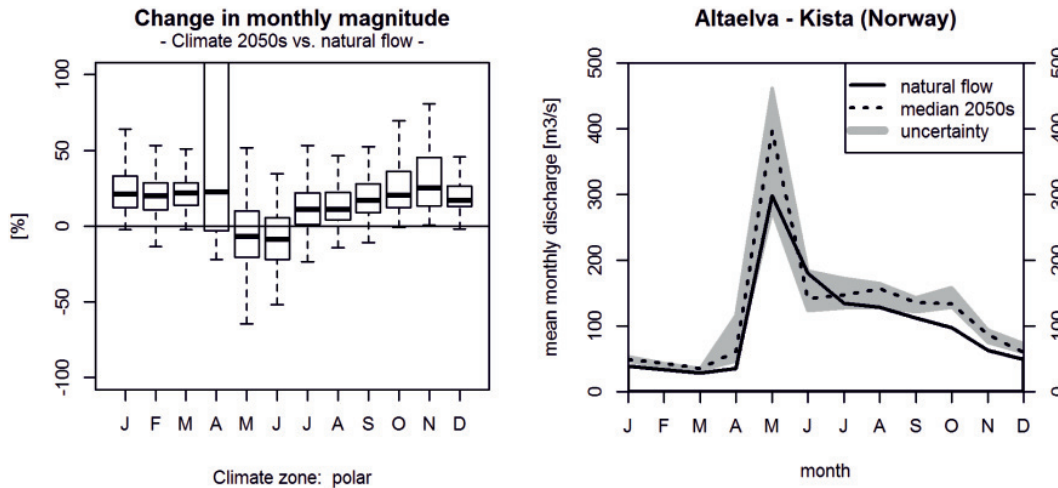 Change in monthly magnitude
- Climate 2050s vs. natural flow -
[%]
100
50
0
-50
-100
J F M A M J J A S O N D
Climate zone: polar
Altaelva - Kista (Norway)
mean monthly discharge [m3/s]
500
400
300
200
100
0
natural flow
median 2050s
uncertainty
500
400
300
200
100
0
J F M A M J J A S O N D
month